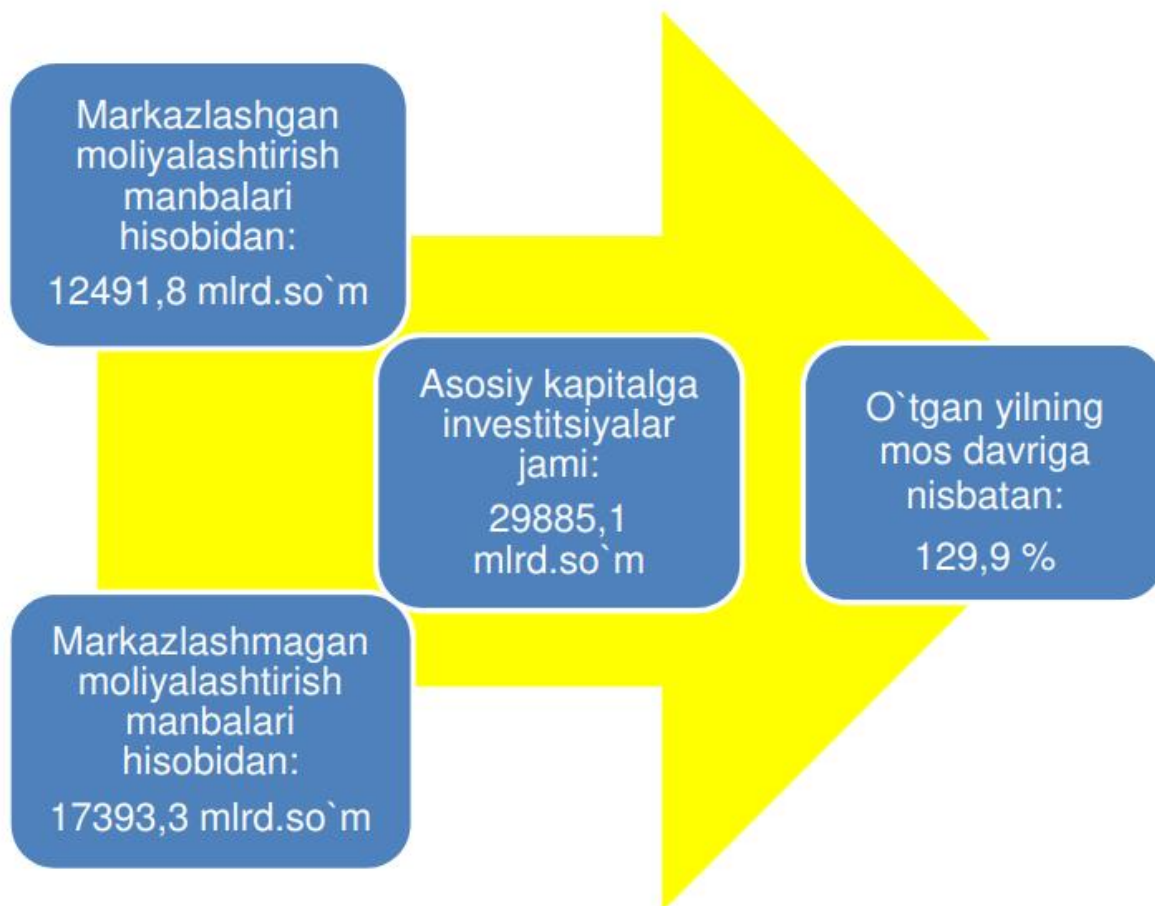 Markazlashgan
moliyalashtirish
manbalari
hisobidan:
12491,8 mlrd.so`m
Asosiy kapitalga
investitsiyalar
jami:
29885,1
mlrd.so`m
O`tgan yilning
mos davriga
nisbatan:
129,9 %
Markazlashmagan
moliyalashtirish
manbalari
hisobidan:
17393,3 mlrd.so`m